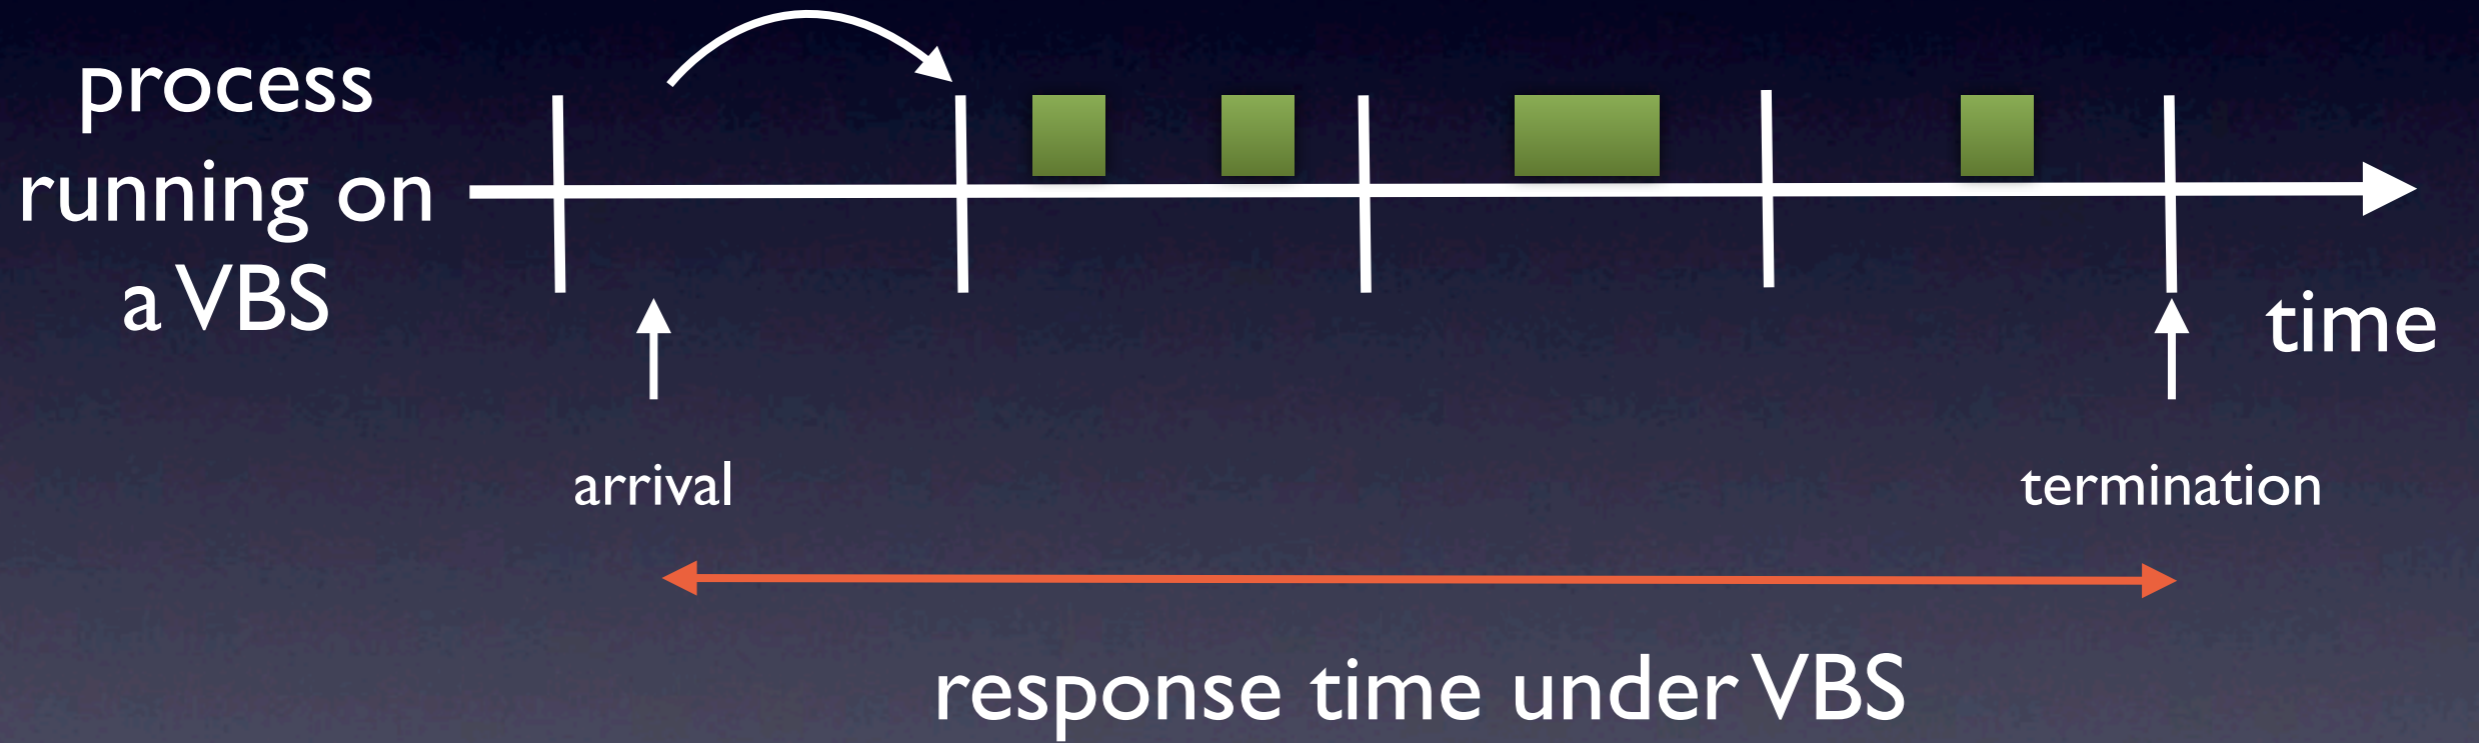 process
running on
a VBS
time
arrival
termination
response time under VBS